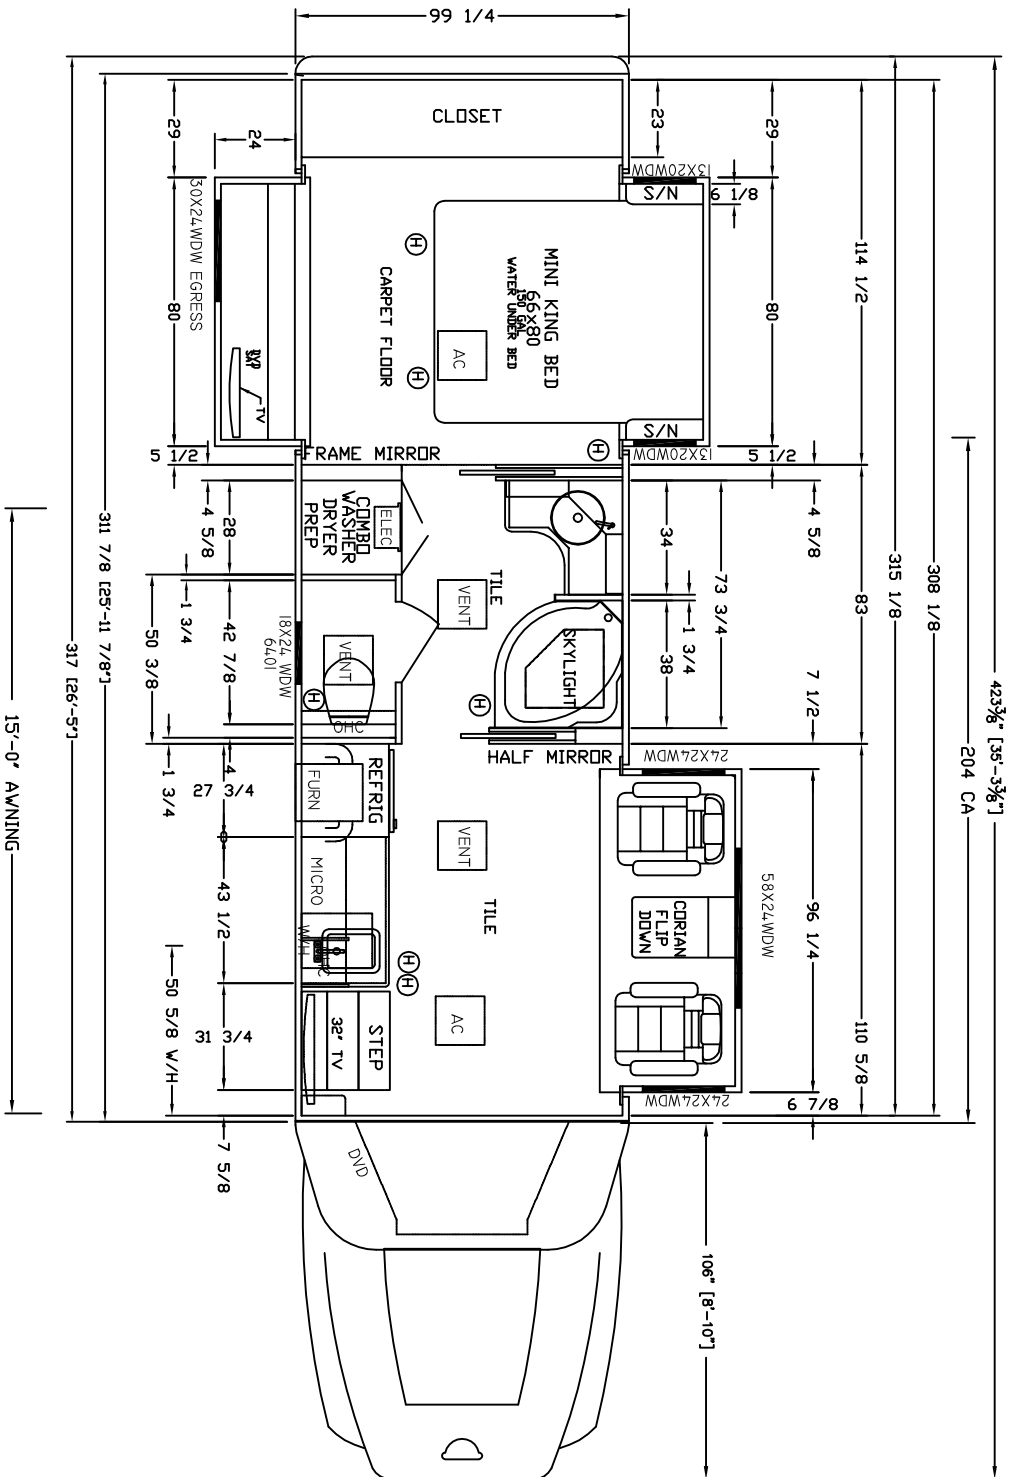 99 1/4
423⅜" [35'-3⅜"]
317 [26'-5"]
311 7/8 [25'-11 7/8"]
315 1/8
308 1/8
204 CA
29
24
CLOSET
23
29
13X20WDW
S/N
6 1/8
114 1/2
30X24WDW EGRESS
80
H
MINI KING BED
66x80
150 GAL
WATER UNDER BED
CARPET FLOOR
AC
80
DVD
SAT
TV
H
S/N
13X20WDW
H
5 1/2
FRAME MIRROR
5 1/2
4 5/8
28
COMBO
WASHER
DRYER
PREP
ELEC
34
73 3/4
4 5/8
83
1 3/4
50 3/8
42 7/8
18X24 WDW
6401
VENT
H
OHC
TILE
VENT
SKYLIGHT
1 3/4
38
H
7 1/2
HALF MIRROR
24X24WDW
4
1 3/4
27 3/4
REFRIG
FURN
VENT
43 1/2
MICRO
W/H
TILE
CORIAN
FLIP
DOWN
58X24WDW
96 1/4
110 5/8
H
H
50 5/8 W/H
31 3/4
STEP
32" TV
AC
24X24WDW
6 7/8
7 5/8
15'-0" AWNING
DVD
106" [8'-10"]